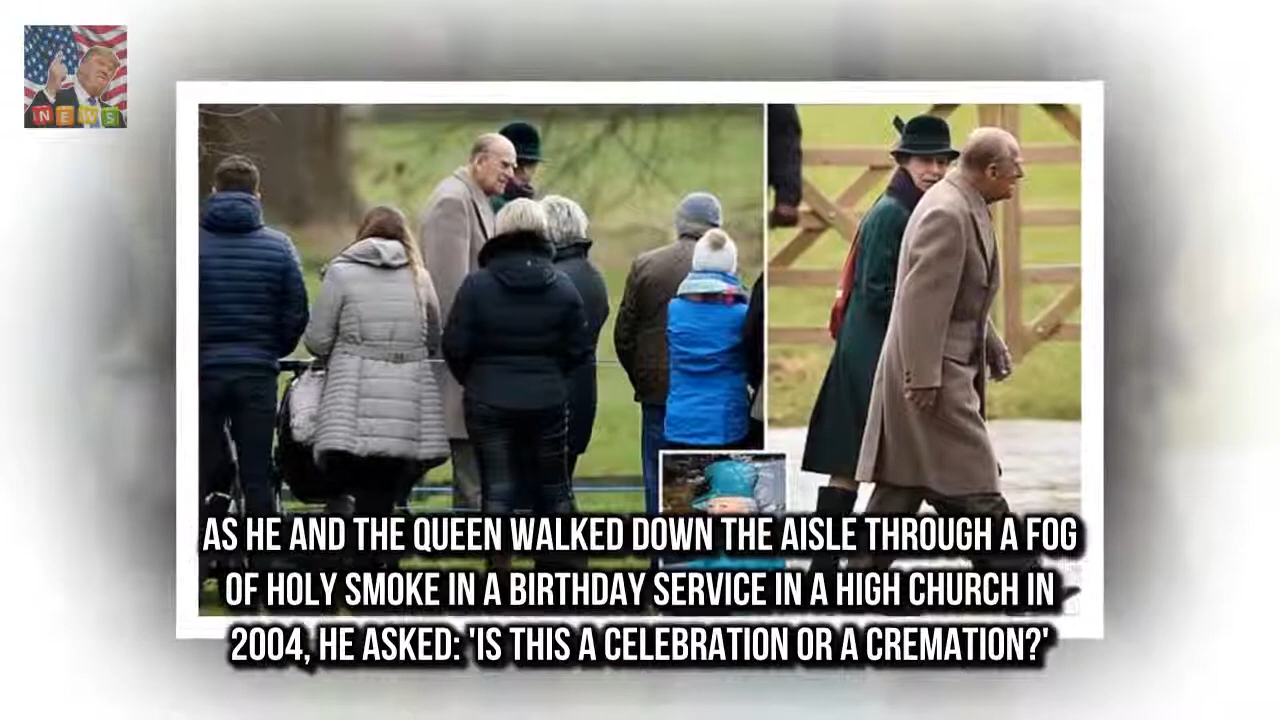 NEWS
AS HE AND THE QUEEN WALKED DOWN THE AISLE THROUGH A FOG
OF HOLY SMOKE IN A BIRTHDAY SERVICE IN A HIGH CHURCH IN
2004, HE ASKED: 'IS THIS A CELEBRATION OR A CREMATION?'